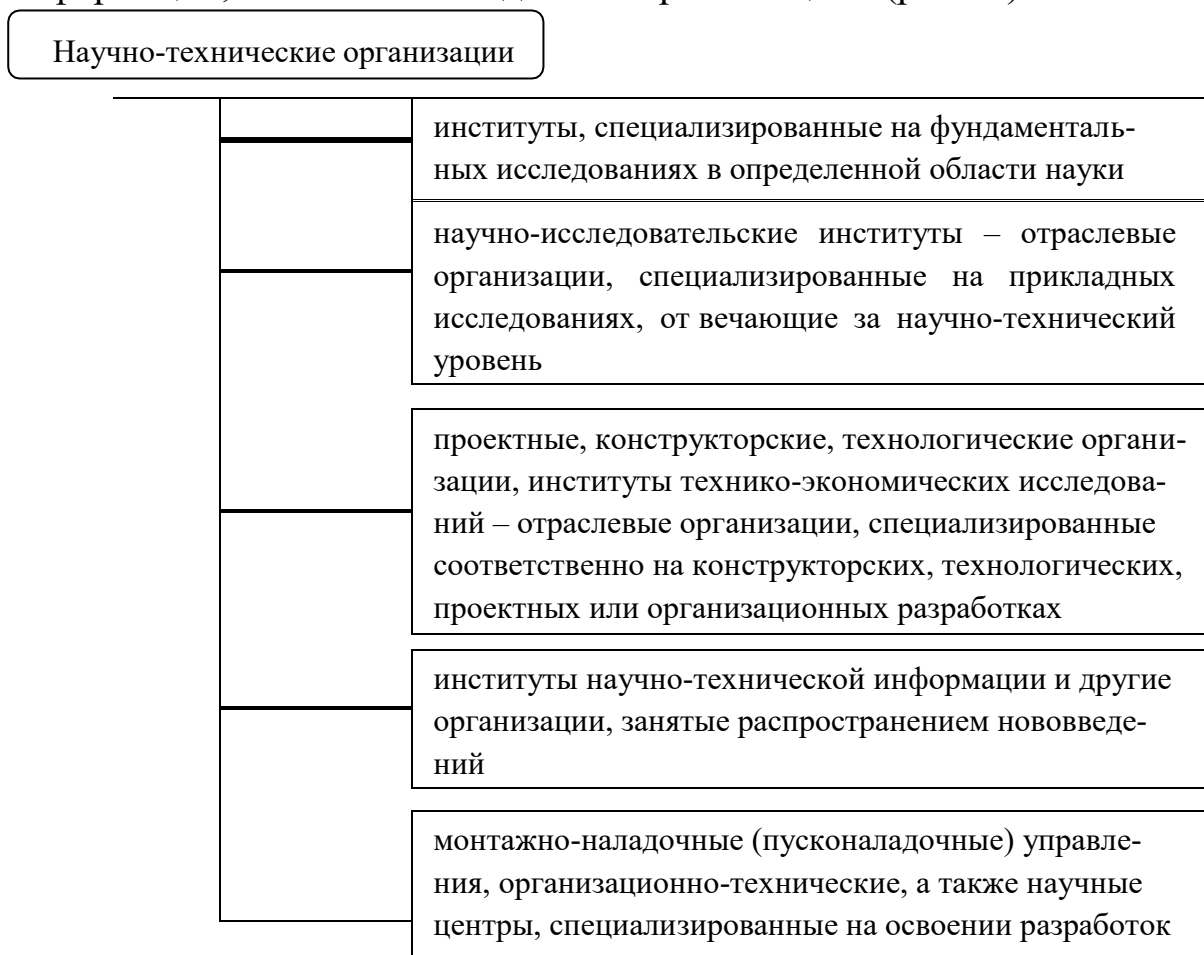 Научно-технические организации
институты, специализированные на фундаменталь-
ных исследованиях в определенной области науки
научно-исследовательские институты – отраслевые
организации, специализированные на прикладных
исследованиях, от вечающие за научно-технический
уровень
проектные, конструкторские, технологические органи-
зации, институты технико-экономических исследова-
ний – отраслевые организации, специализированные
соответственно на конструкторских, технологических,
проектных или организационных разработках
институты научно-технической информации и другие
организации, занятые распространением нововведе-
ний
монтажно-наладочные (пусконаладочные) управле-
ния, организационно-технические, а также научные
центры, специализированные на освоении разработок